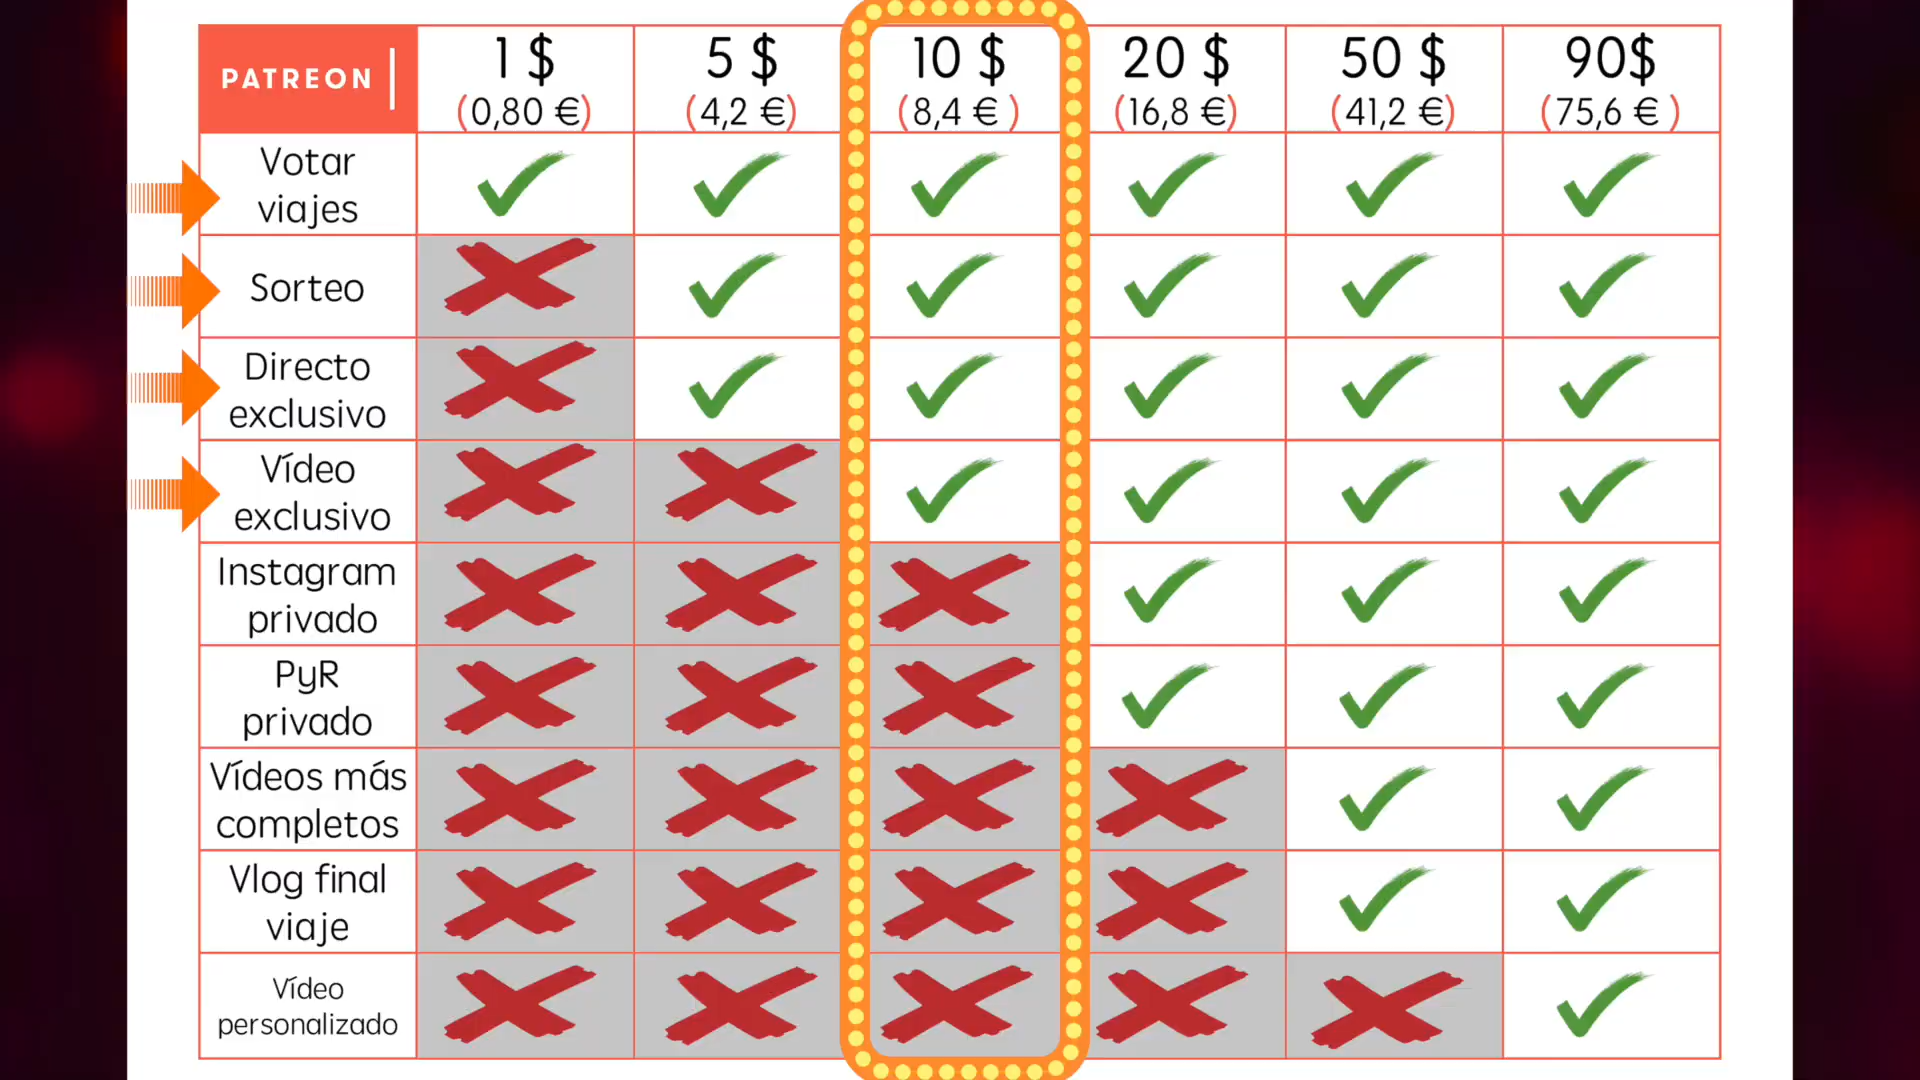 PATREON
1 $
(0,80 €)
5 $
(4,2 €)
10 $
(8,4 € )
20 $
(16,8 €)
50 $
(41,2 €)
90$
(75,6 € )
Votar
viajes
Sorteo
Directo
exclusivo
Vídeo
exclusivo
Instagram
privado
PyR
privado
Vídeos más
completos
Vlog final
viaje
Vídeo
personalizado